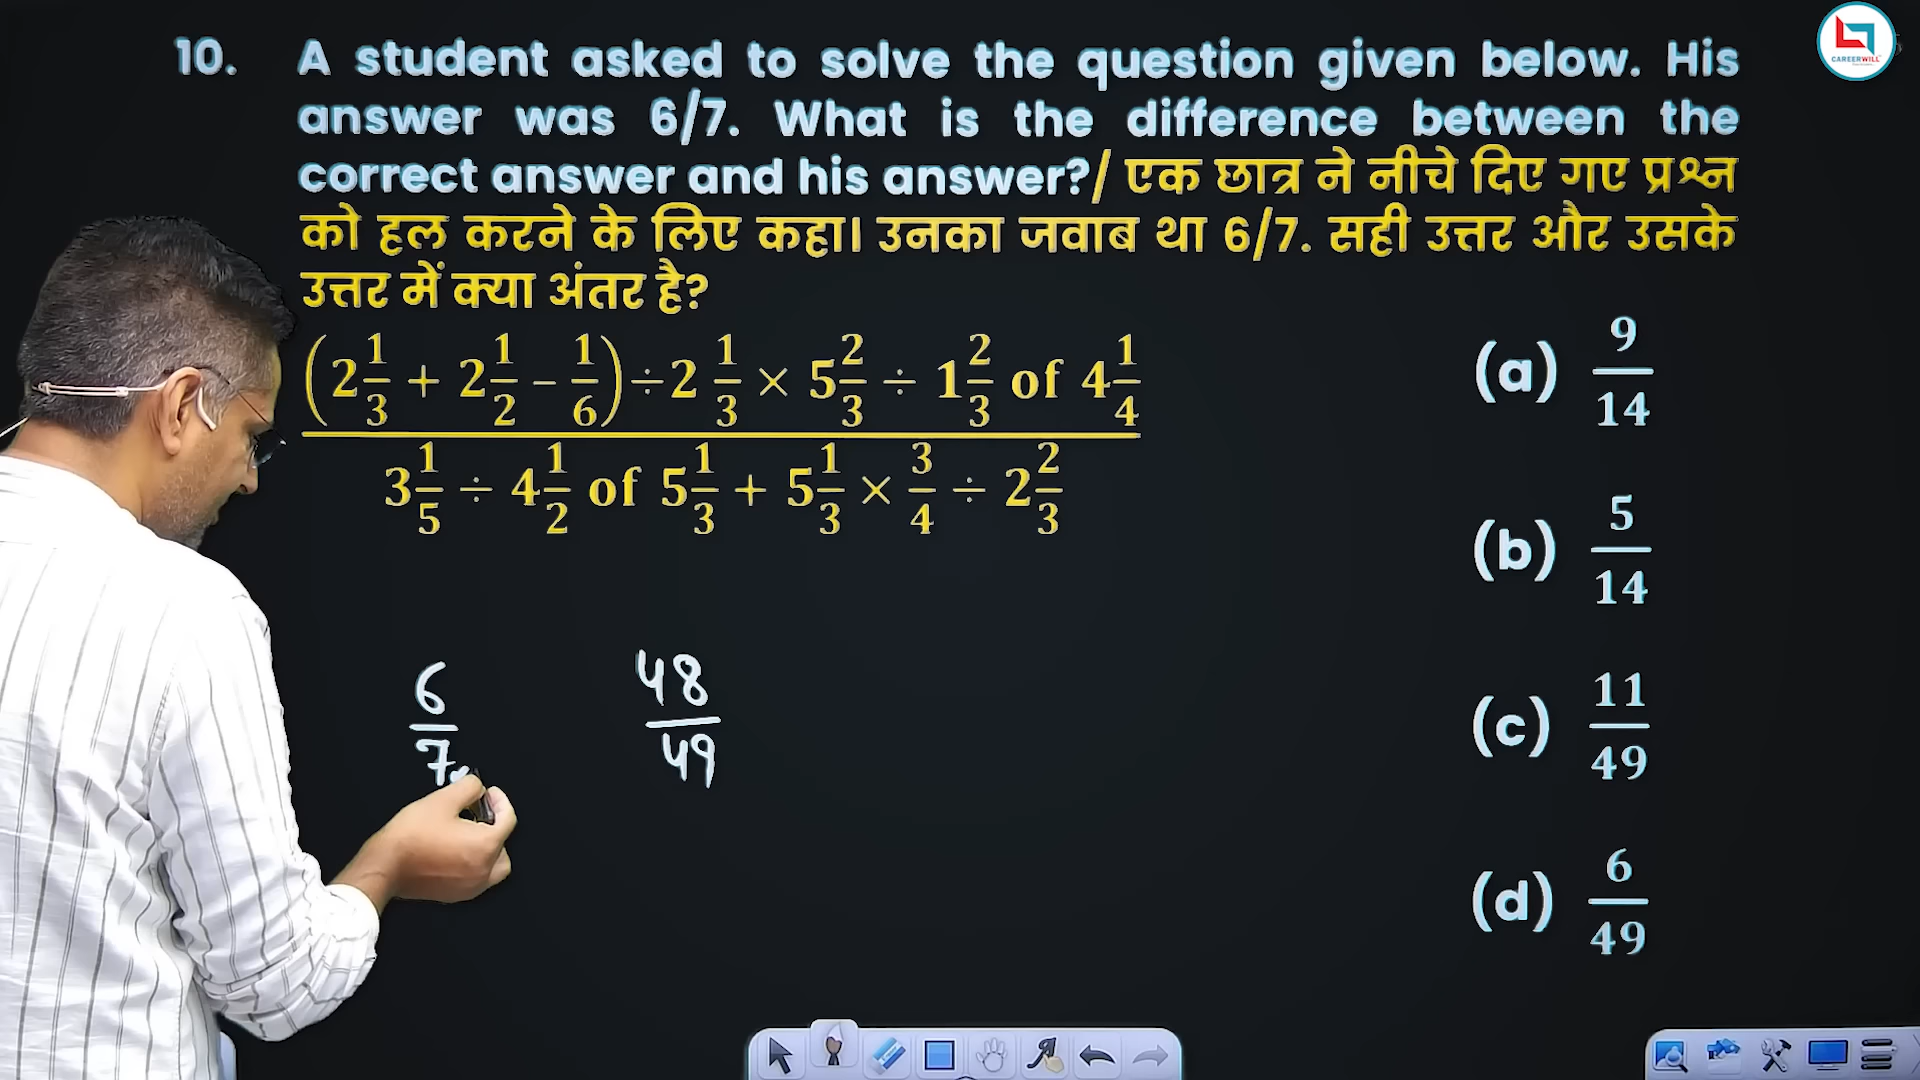 CAREERWILL
10. A student asked to solve the question given below. His
answer was 6/7. What is the difference between the
correct answer and his answer?/ एक छात्र ने नीचे दिए गए प्रश्न
को हल करने के लिए कहा। उनका जवाब था 6/7. सही उत्तर और उसके
उत्तर में क्या अंतर है?
(2 1/3 + 2 1/2 − 1/6) ÷ 2 1/3 × 5 2/3 ÷ 1 2/3 of 4 1/4
3 1/5 ÷ 4 1/2 of 5 1/3 + 5 1/3 × 3/4 ÷ 2 2/3
(a) 9/14
(b) 5/14
(c) 11/49
(d) 6/49
6/7 48/49